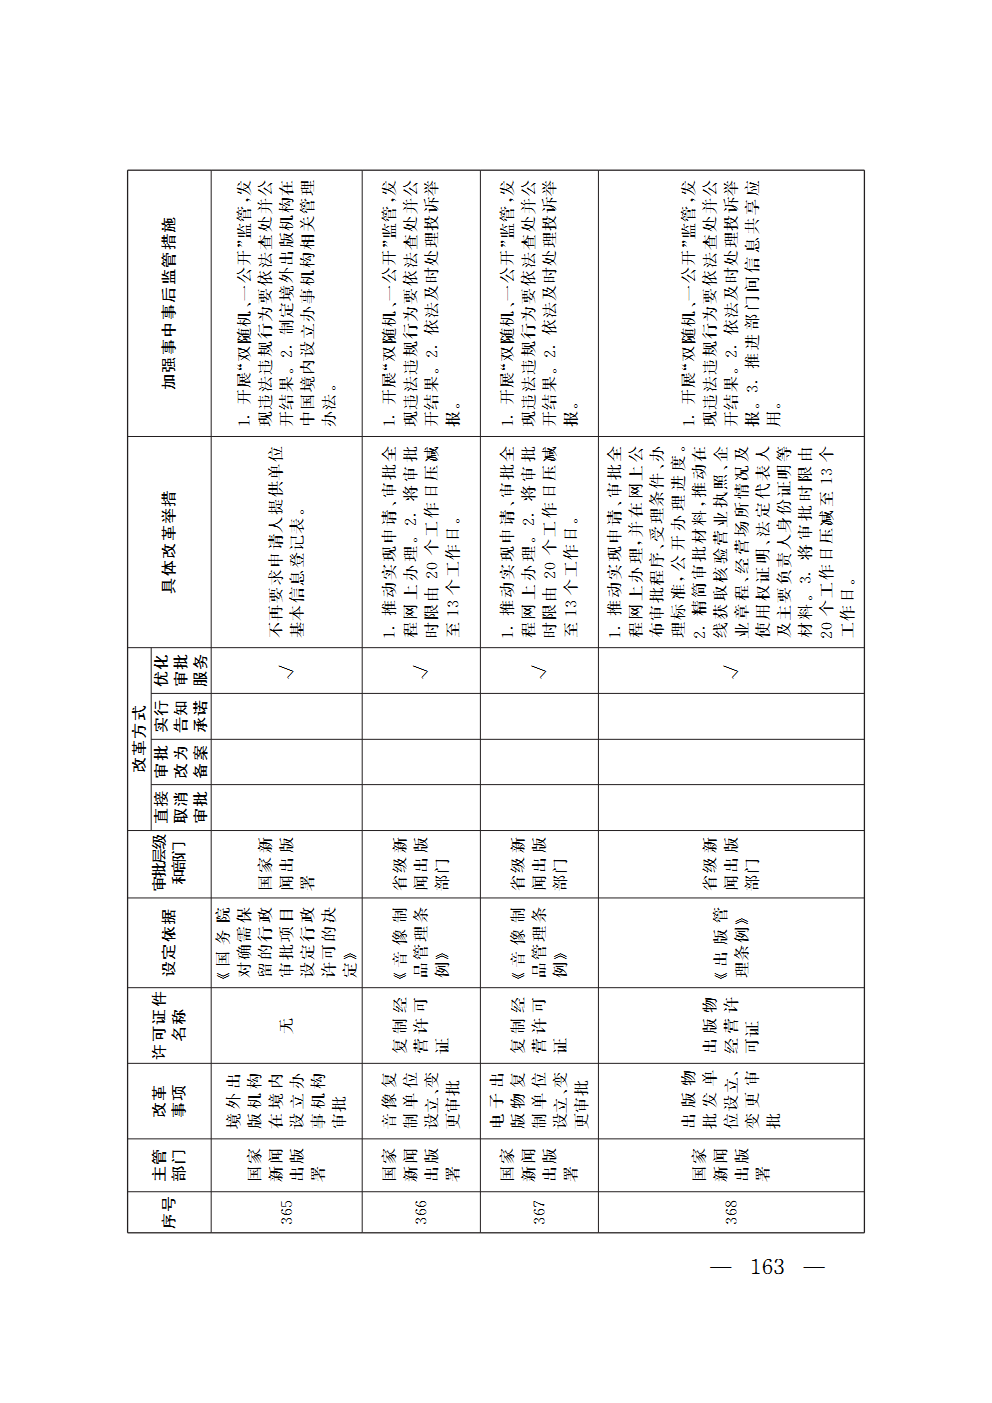 序号
主管
部门
改革
事项
许可证件
名称
设定依据
审批层级
和部门
改革方式
直接
取消
审批
审批
改为
备案
实行
告知
承诺
优化
审批
服务
具体改革举措
加强事中事后监管措施
365
国家
新闻
出版
署
境外出
版机构
在境内
设立办
事机构
审批
无
《国务院
对确需保
留的行政
审批项目
设定行政
许可的决
定》
国家新
闻出版
署
√
不再要求申请人提供单位
基本信息登记表。
1. 开展“双随机、一公开”监管,发
现违法违规行为要依法查处并公
开结果。2. 制定境外出版机构在
中国境内设立办事机构相关管理
办法。
366
国家
新闻
出版
署
音像复
制单位
设立、变
更审批
复制经
营许可
证
《音像制
品管理条
例》
省级新
闻出版
部门
√
1. 推动实现申请、审批全
程网上办理。2. 将审批
时限由 20 个工作日压减
至 13 个工作日。
1. 开展“双随机、一公开”监管,发
现违法违规行为要依法查处并公
开结果。2. 依法及时处理投诉举
报。
367
国家
新闻
出版
署
电子出
版物复
制单位
设立、变
更审批
复制经
营许可
证
《音像制
品管理条
例》
省级新
闻出版
部门
√
1. 推动实现申请、审批全
程网上办理。2. 将审批
时限由 20 个工作日压减
至 13 个工作日。
1. 开展“双随机、一公开”监管,发
现违法违规行为要依法查处并公
开结果。2. 依法及时处理投诉举
报。
368
国家
新闻
出版
署
出版物
批发单
位设立、
变更审
批
出版物
经营许
可证
《出版管
理条例》
省级新
闻出版
部门
√
1. 推动实现申请、审批全
程网上办理,并在网上公
布审批程序、受理条件、办
理标准,公开办理进度。
2. 精简审批材料,推动在
线获取核验营业执照、企
业章程、经营场所情况及
使用权证明、法定代表人
及主要负责人身份证明等
材料。3. 将审批时限由
20 个工作日压减至 13 个
工作日。
1. 开展“双随机、一公开”监管,发
现违法违规行为要依法查处并公
开结果。2. 依法及时处理投诉举
报。3. 推进部门间信息共享应
用。
— 163 —